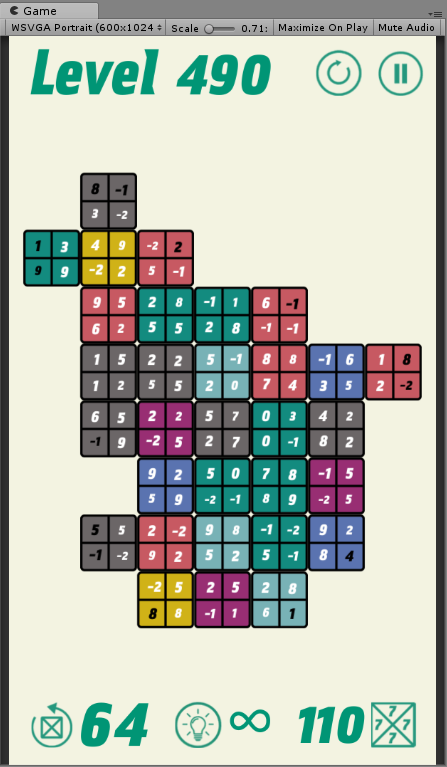 Game
WSVGA Portrait (600x1024 Scale 0.71: Maximize On Play Mute Audio
Level 490
8 -1
3 -2
1 3 4 9 -2 2
9 9 -2 2 5 -1
9 5 2 8 -1 1 6 -1
6 2 5 5 2 8 -1 -1
1 5 2 2 5 -1 8 8 -1 6 1 8
1 2 5 5 2 0 7 4 3 5 2 -2
6 5 2 2 5 7 0 3 4 2
-1 9 -2 5 2 7 0 -1 8 2
9 2 5 0 7 8 -1 5
5 9 -2 -1 8 9 -2 5
5 5 2 -2 9 8 -1 -2 9 2
-1 -2 9 2 5 2 5 -1 8 4
-2 5 2 5 2 8
8 8 -1 1 6 1
64 ∞ 110 7 7 7 7